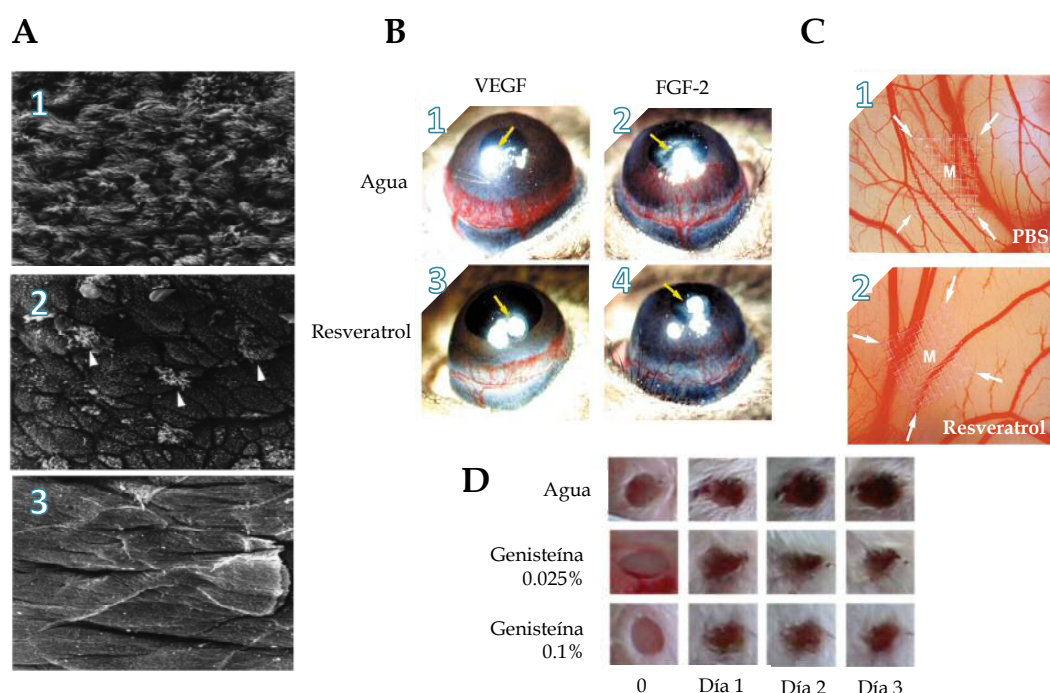 A
1
2
3
B
VEGF
FGF-2
Agua
1
2
Resveratrol
3
4
C
1
M
PBS
2
M
Resveratrol
D
Agua
Genisteína
0.025%
Genisteína
0.1%
0
Día 1
Día 2
Día 3